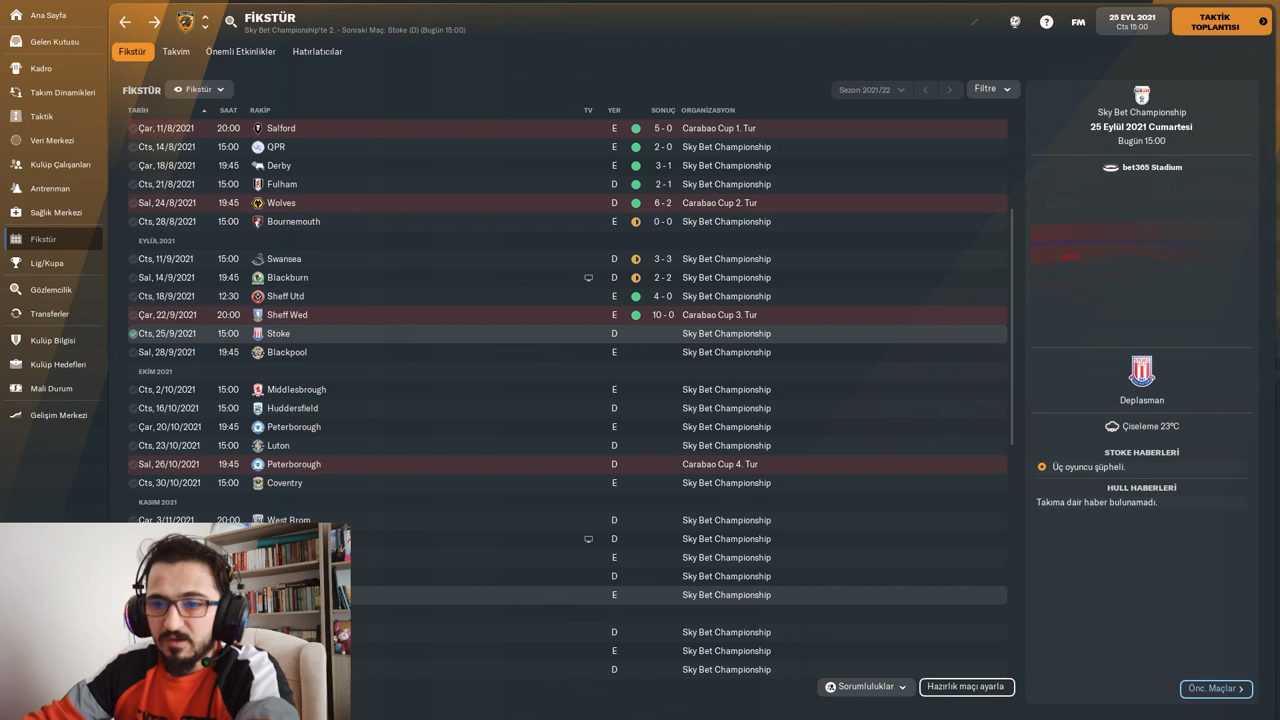 Ana Sayfa
Gelen Kutusu
Kadro
Takım Dinamikleri
Taktik
Veri Merkezi
Kulüp Çalışanları
Antrenman
Sağlık Merkezi
Fikstür
Lig/Kupa
Gözlemcilik
Transferler
Kulüp Bilgisi
Kulüp Hedefleri
Mali Durum
Gelişim Merkezi
FİKSTÜR
Sky Bet Championship'te 2. - Sonraki Maç: Stoke (D) (Bugün 15:00)
FM
25 EYL 2021
Cts 15:00
TAKTİK TOPLANTISI
Fikstür Takvim Önemli Etkinlikler Hatırlatıcılar
FİKSTÜR Fikstür Sezon 2021/22 Filtre
TARİH SAAT RAKİP TV YER SONUÇ ORGANİZASYON
Çar, 11/8/2021 20:00 Salford E 5 - 0 Carabao Cup 1. Tur
Cts, 14/8/2021 15:00 QPR E 2 - 0 Sky Bet Championship
Çar, 18/8/2021 19:45 Derby E 3 - 1 Sky Bet Championship
Cts, 21/8/2021 15:00 Fulham D 2 - 1 Sky Bet Championship
Sal, 24/8/2021 19:45 Wolves D 6 - 2 Carabao Cup 2. Tur
Cts, 28/8/2021 15:00 Bournemouth E 0 - 0 Sky Bet Championship
EYLÜL 2021
Cts, 11/9/2021 15:00 Swansea D 3 - 3 Sky Bet Championship
Sal, 14/9/2021 19:45 Blackburn D 2 - 2 Sky Bet Championship
Cts, 18/9/2021 12:30 Sheff Utd E 4 - 0 Sky Bet Championship
Çar, 22/9/2021 20:00 Sheff Wed E 10 - 0 Carabao Cup 3. Tur
Cts, 25/9/2021 15:00 Stoke D Sky Bet Championship
Sal, 28/9/2021 19:45 Blackpool E Sky Bet Championship
EKİM 2021
Cts, 2/10/2021 15:00 Middlesbrough E Sky Bet Championship
Cts, 16/10/2021 15:00 Huddersfield D Sky Bet Championship
Çar, 20/10/2021 19:45 Peterborough E Sky Bet Championship
Cts, 23/10/2021 15:00 Luton D Sky Bet Championship
Sal, 26/10/2021 19:45 Peterborough D Carabao Cup 4. Tur
Cts, 30/10/2021 15:00 Coventry E Sky Bet Championship
KASIM 2021
Çar, 3/11/2021 20:00 West Brom D Sky Bet Championship
D Sky Bet Championship
E Sky Bet Championship
D Sky Bet Championship
E Sky Bet Championship
D Sky Bet Championship
E Sky Bet Championship
D Sky Bet Championship
Sorumluluklar Hazırlık maçı ayarla
Sky Bet Championship
25 Eylül 2021 Cumartesi
Bugün 15:00
bet365 Stadium
Deplasman
Çiseleme 23°C
STOKE HABERLERİ
Üç oyuncu şüpheli.
HULL HABERLERİ
Takıma dair haber bulunamadı.
Önc. Maçlar